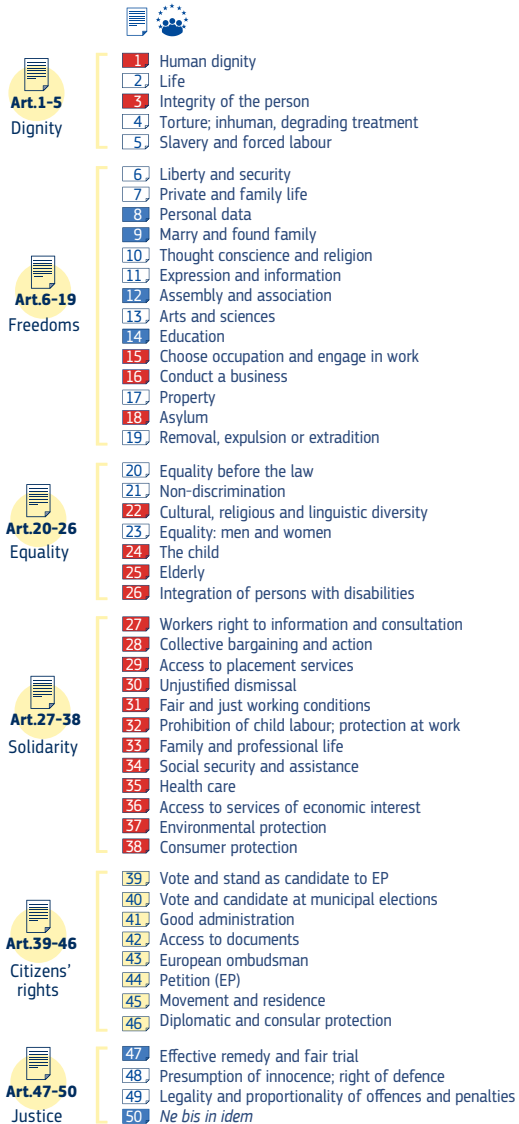 Art.1-5
Dignity
1 Human dignity
2 Life
3 Integrity of the person
4 Torture; inhuman, degrading treatment
5 Slavery and forced labour
Art.6-19
Freedoms
6 Liberty and security
7 Private and family life
8 Personal data
9 Marry and found family
10 Thought conscience and religion
11 Expression and information
12 Assembly and association
13 Arts and sciences
14 Education
15 Choose occupation and engage in work
16 Conduct a business
17 Property
18 Asylum
19 Removal, expulsion or extradition
Art.20-26
Equality
20 Equality before the law
21 Non-discrimination
22 Cultural, religious and linguistic diversity
23 Equality: men and women
24 The child
25 Elderly
26 Integration of persons with disabilities
Art.27-38
Solidarity
27 Workers right to information and consultation
28 Collective bargaining and action
29 Access to placement services
30 Unjustified dismissal
31 Fair and just working conditions
32 Prohibition of child labour; protection at work
33 Family and professional life
34 Social security and assistance
35 Health care
36 Access to services of economic interest
37 Environmental protection
38 Consumer protection
Art.39-46
Citizens'
rights
39 Vote and stand as candidate to EP
40 Vote and candidate at municipal elections
41 Good administration
42 Access to documents
43 European ombudsman
44 Petition (EP)
45 Movement and residence
46 Diplomatic and consular protection
Art.47-50
Justice
47 Effective remedy and fair trial
48 Presumption of innocence; right of defence
49 Legality and proportionality of offences and penalties
50 Ne bis in idem